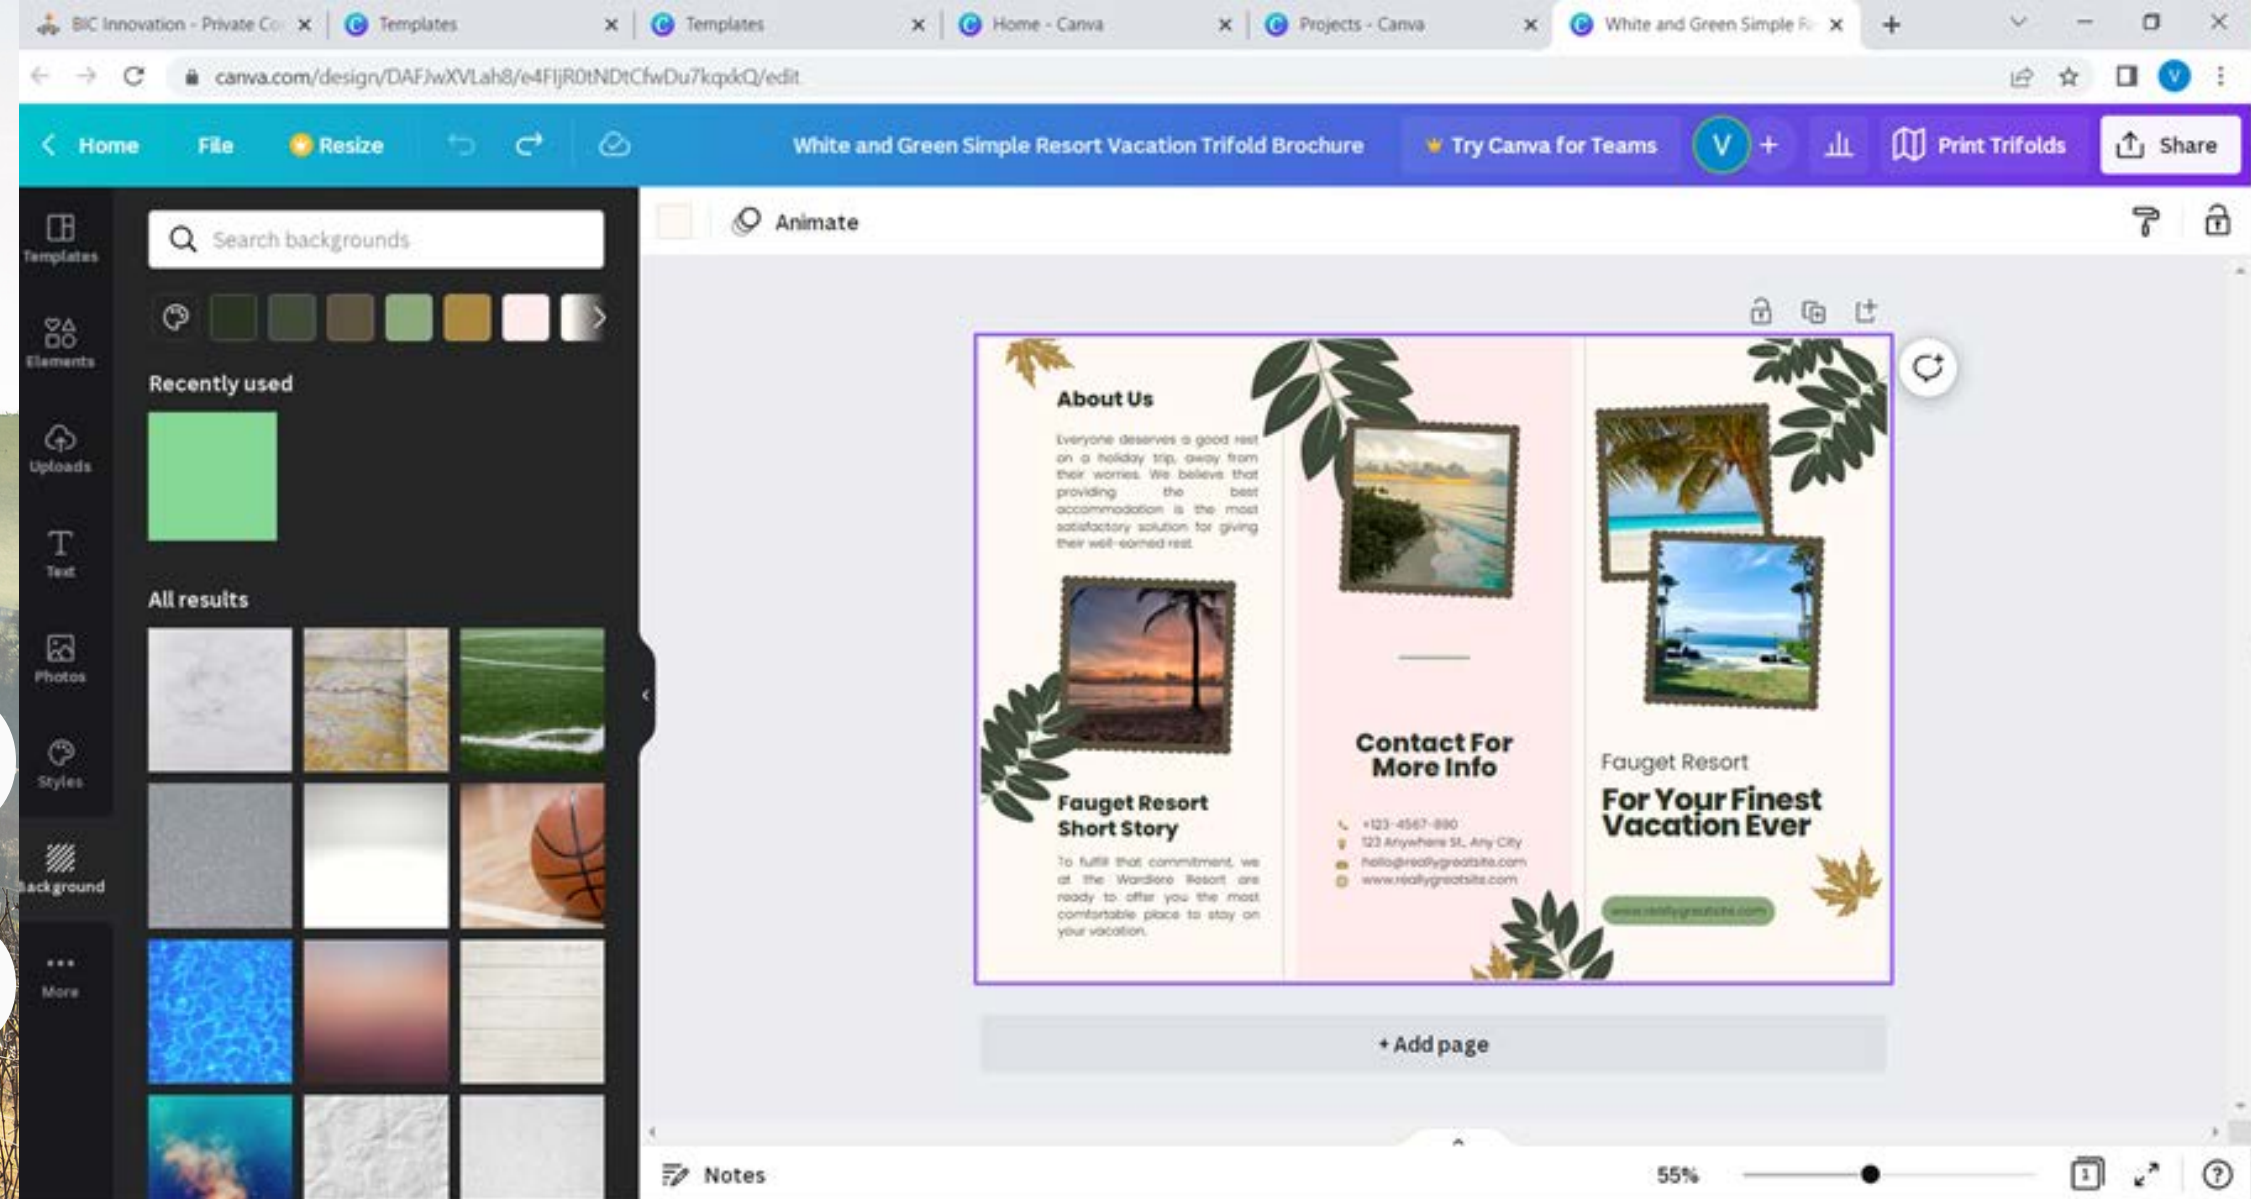 BIC Innovation - Private Co
Templates
Templates
Home - Canva
Projects - Canva
White and Green Simple R
canva.com/design/DAFJwXVLah8/e4FIjR0tNDtCfwDu7kqxkQ/edit
V
Home
File
Resize
White and Green Simple Resort Vacation Trifold Brochure
Try Canva for Teams
V
+
Print Trifolds
Share
Templates
Elements
Uploads
Text
Photos
Styles
Background
More
Search backgrounds
Recently used
All results
Animate
About Us
Everyone deserves a good rest
on a holiday trip, away from
their worries. We believe that
providing the best
accommodation is the most
satisfactory solution for giving
their well-earned rest.
Fauget Resort
Short Story
To fulfill that commitment, we
at the Wardiere Resort are
ready to offer you the most
comfortable place to stay on
your vacation.
Contact For
More Info
+123-4567-890
123 Anywhere St., Any City
hello@reallygreatsite.com
www.reallygreatsite.com
Fauget Resort
For Your Finest
Vacation Ever
www.reallygreatsite.com
+ Add page
Notes
55%
1
?